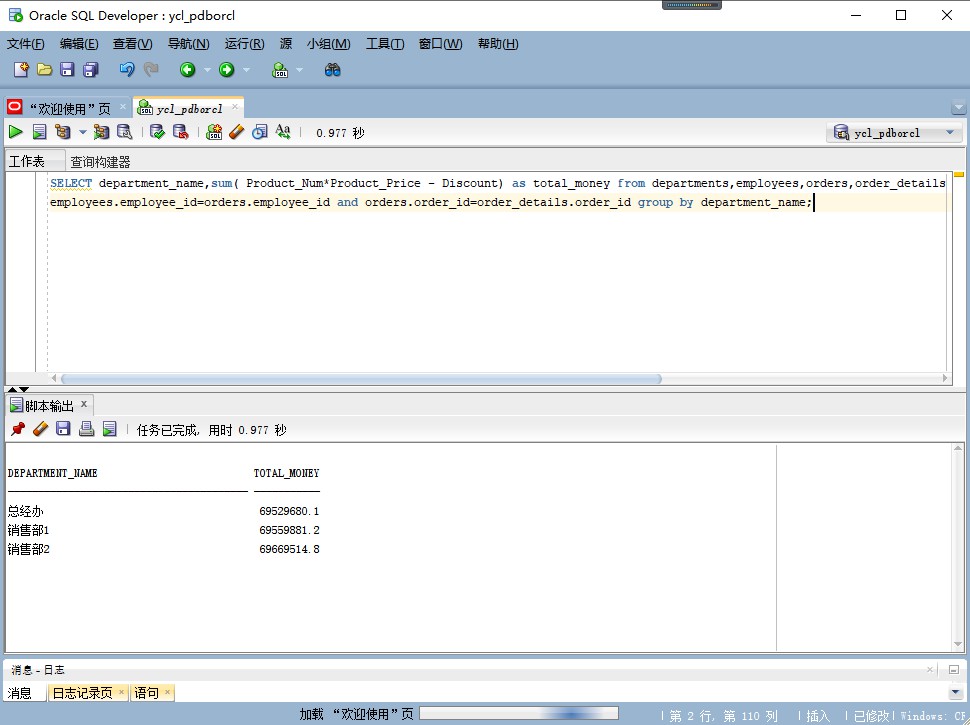 Oracle SQL Developer : ycl_pdborcl
文件(F) 编辑(E) 查看(V) 导航(N) 运行(R) 源 小组(M) 工具(T) 窗口(W) 帮助(H)
“欢迎使用”页 ycl_pdborcl
0.977 秒 ycl_pdborcl
工作表 查询构建器
SELECT department_name,sum( Product_Num*Product_Price - Discount) as total_money from departments,employees,orders,order_details
employees.employee_id=orders.employee_id and orders.order_id=order_details.order_id group by department_name;
脚本输出
任务已完成, 用时 0.977 秒
DEPARTMENT_NAME TOTAL_MONEY
总经办 69529680.1
销售部1 69559881.2
销售部2 69669514.8
消息 - 日志
消息 日志记录页 语句
加载 “欢迎使用”页 第 2 行, 第 110 列 插入 已修改 Windows: CR